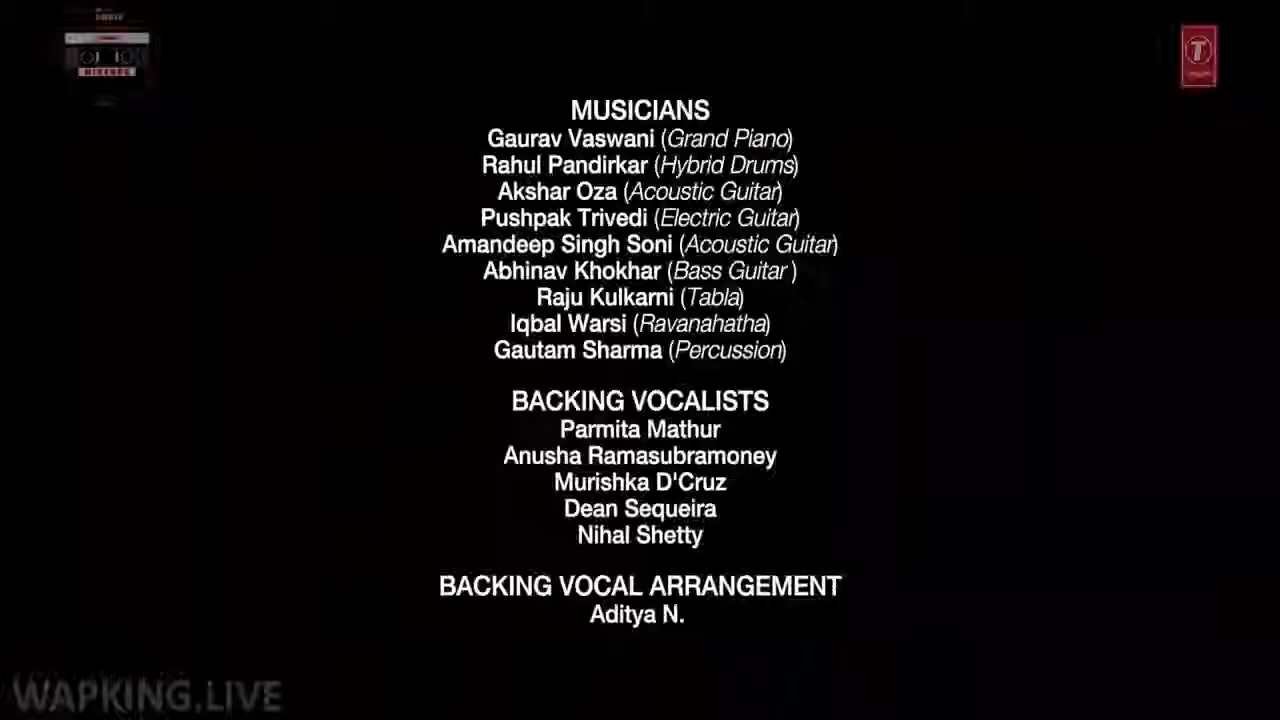 MIXTAPE
T
MUSICIANS
Gaurav Vaswani (Grand Piano)
Rahul Pandirkar (Hybrid Drums)
Akshar Oza (Acoustic Guitar)
Pushpak Trivedi (Electric Guitar)
Amandeep Singh Soni (Acoustic Guitar)
Abhinav Khokhar (Bass Guitar )
Raju Kulkarni (Tabla)
Iqbal Warsi (Ravanahatha)
Gautam Sharma (Percussion)
BACKING VOCALISTS
Parmita Mathur
Anusha Ramasubramoney
Murishka D'Cruz
Dean Sequeira
Nihal Shetty
BACKING VOCAL ARRANGEMENT
Aditya N.
WAPKING.LIVE